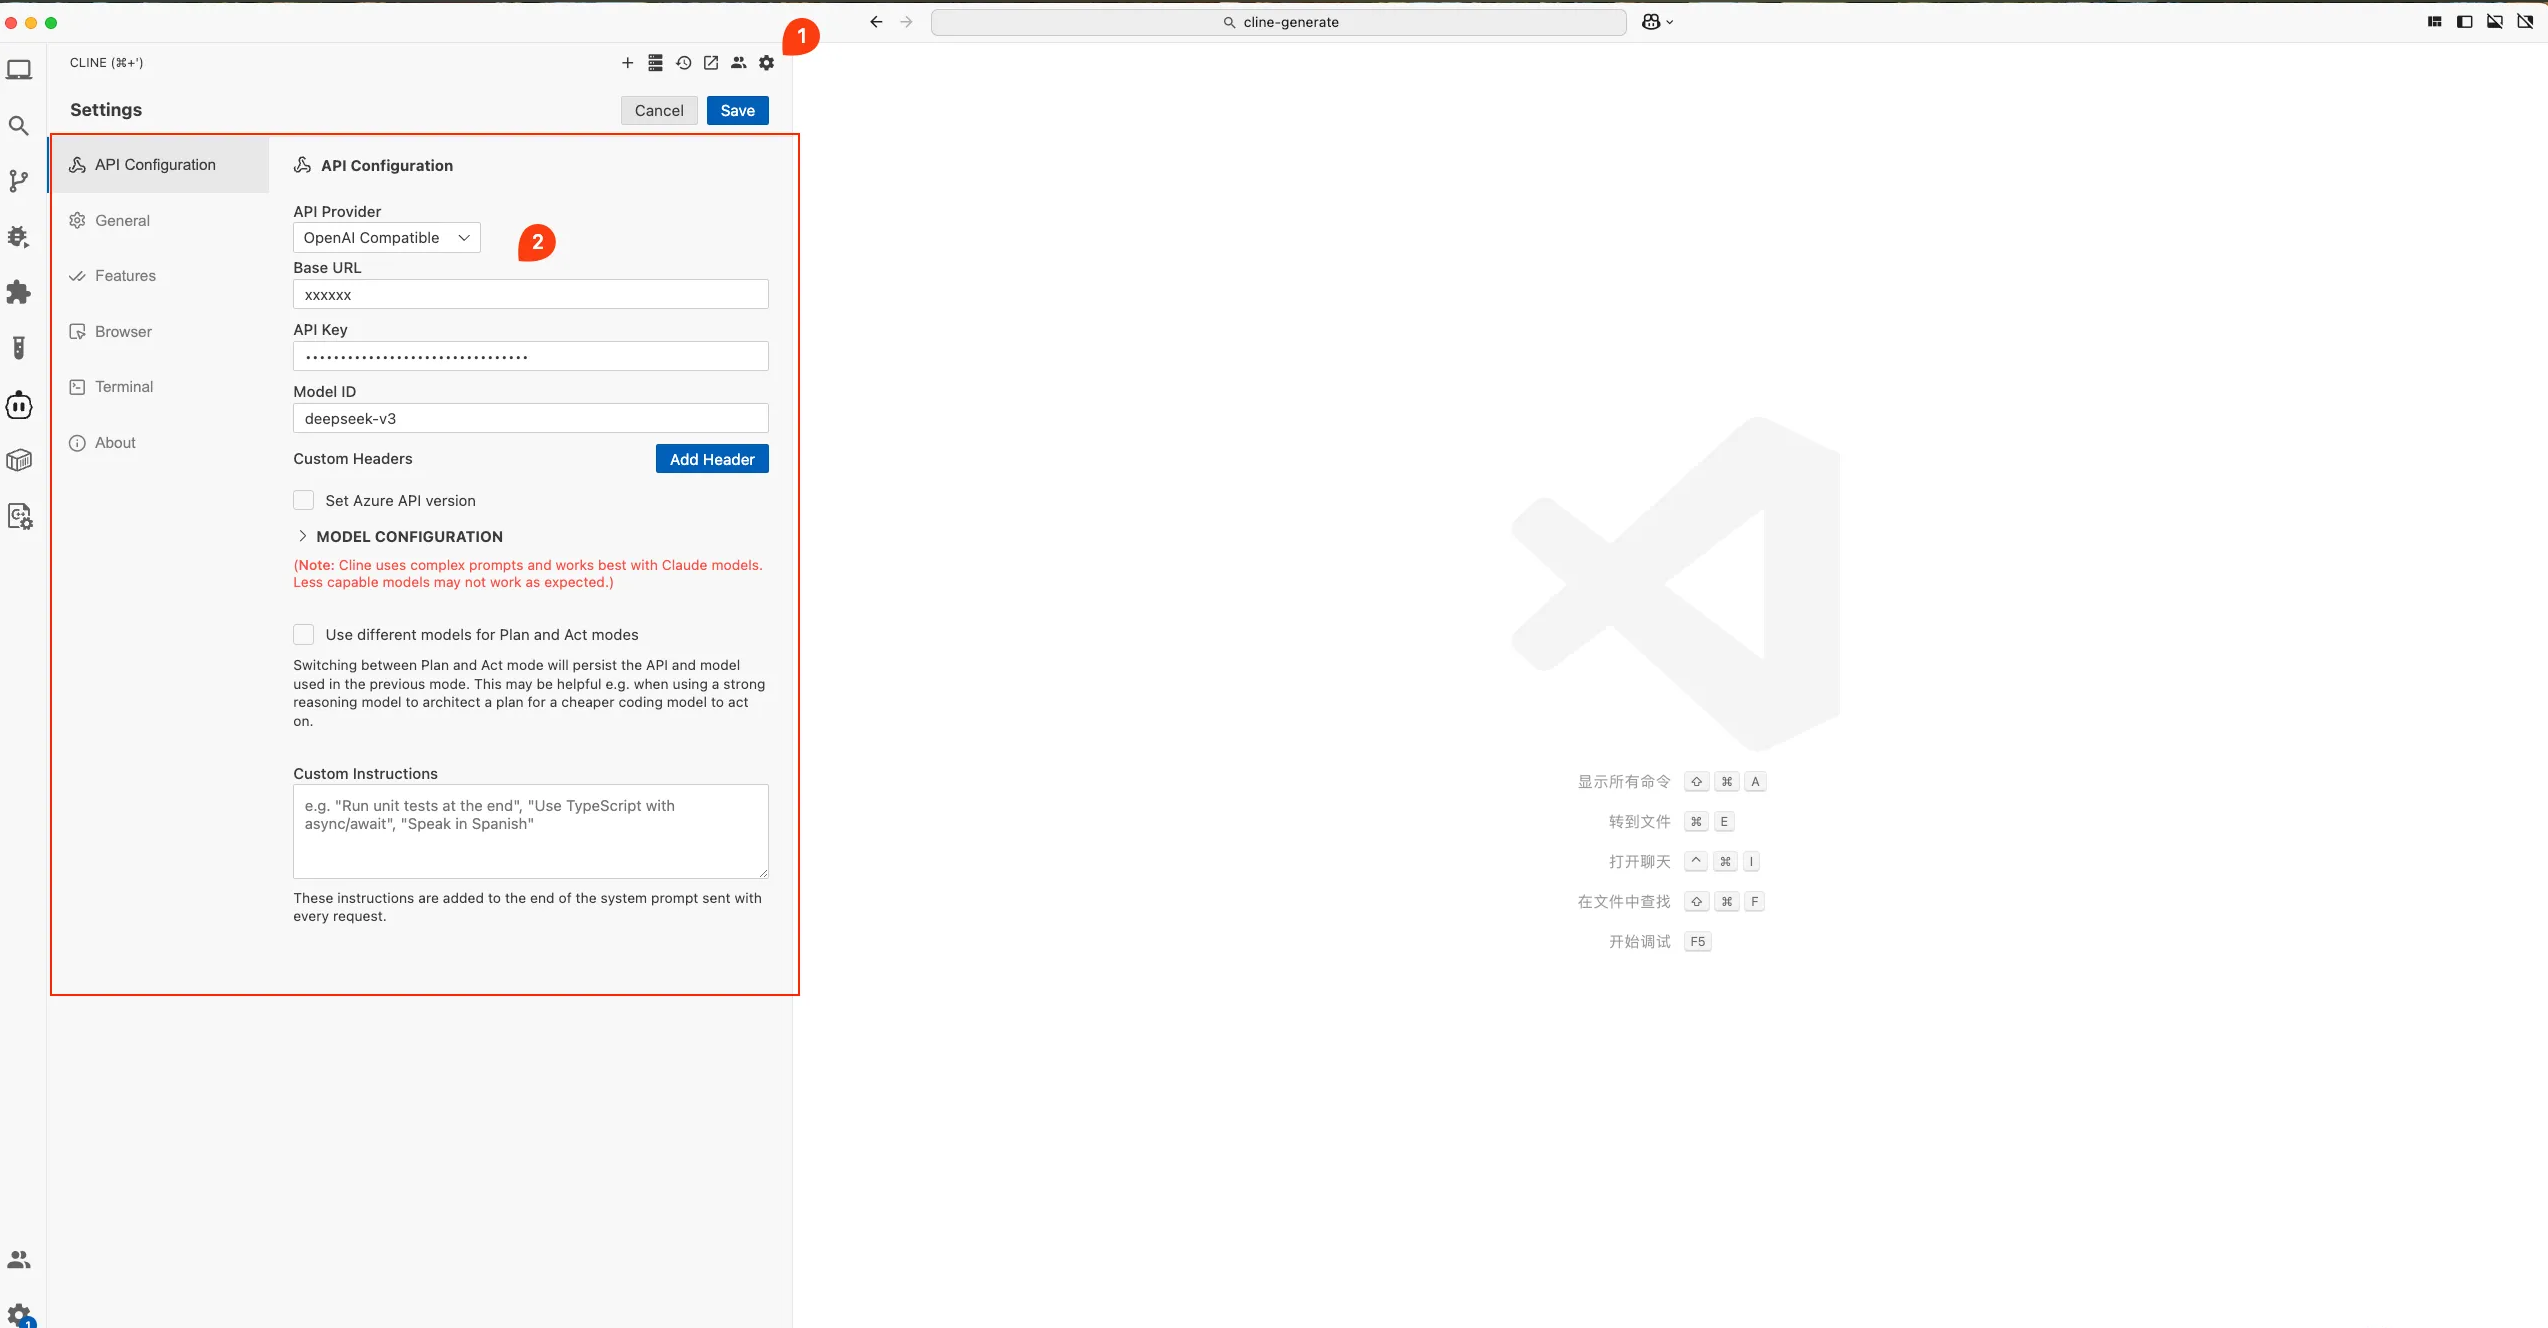 cline-generate
CLINE (⌘+')
1
Settings
Cancel
Save
API Configuration
General
Features
Browser
Terminal
About
API Configuration
API Provider
OpenAI Compatible
2
Base URL
xxxxxx
API Key
••••••••••••••••••••••••••••••••
Model ID
deepseek-v3
Custom Headers
Add Header
Set Azure API version
MODEL CONFIGURATION
(Note: Cline uses complex prompts and works best with Claude models.
Less capable models may not work as expected.)
Use different models for Plan and Act modes
Switching between Plan and Act mode will persist the API and model
used in the previous mode. This may be helpful e.g. when using a strong
reasoning model to architect a plan for a cheaper coding model to act
on.
Custom Instructions
e.g. "Run unit tests at the end", "Use TypeScript with
async/await", "Speak in Spanish"
These instructions are added to the end of the system prompt sent with
every request.
显示所有命令 ⇧ ⌘ A
转到文件 ⌘ E
打开聊天 ^ ⌘ I
在文件中查找 ⇧ ⌘ F
开始调试 F5
1